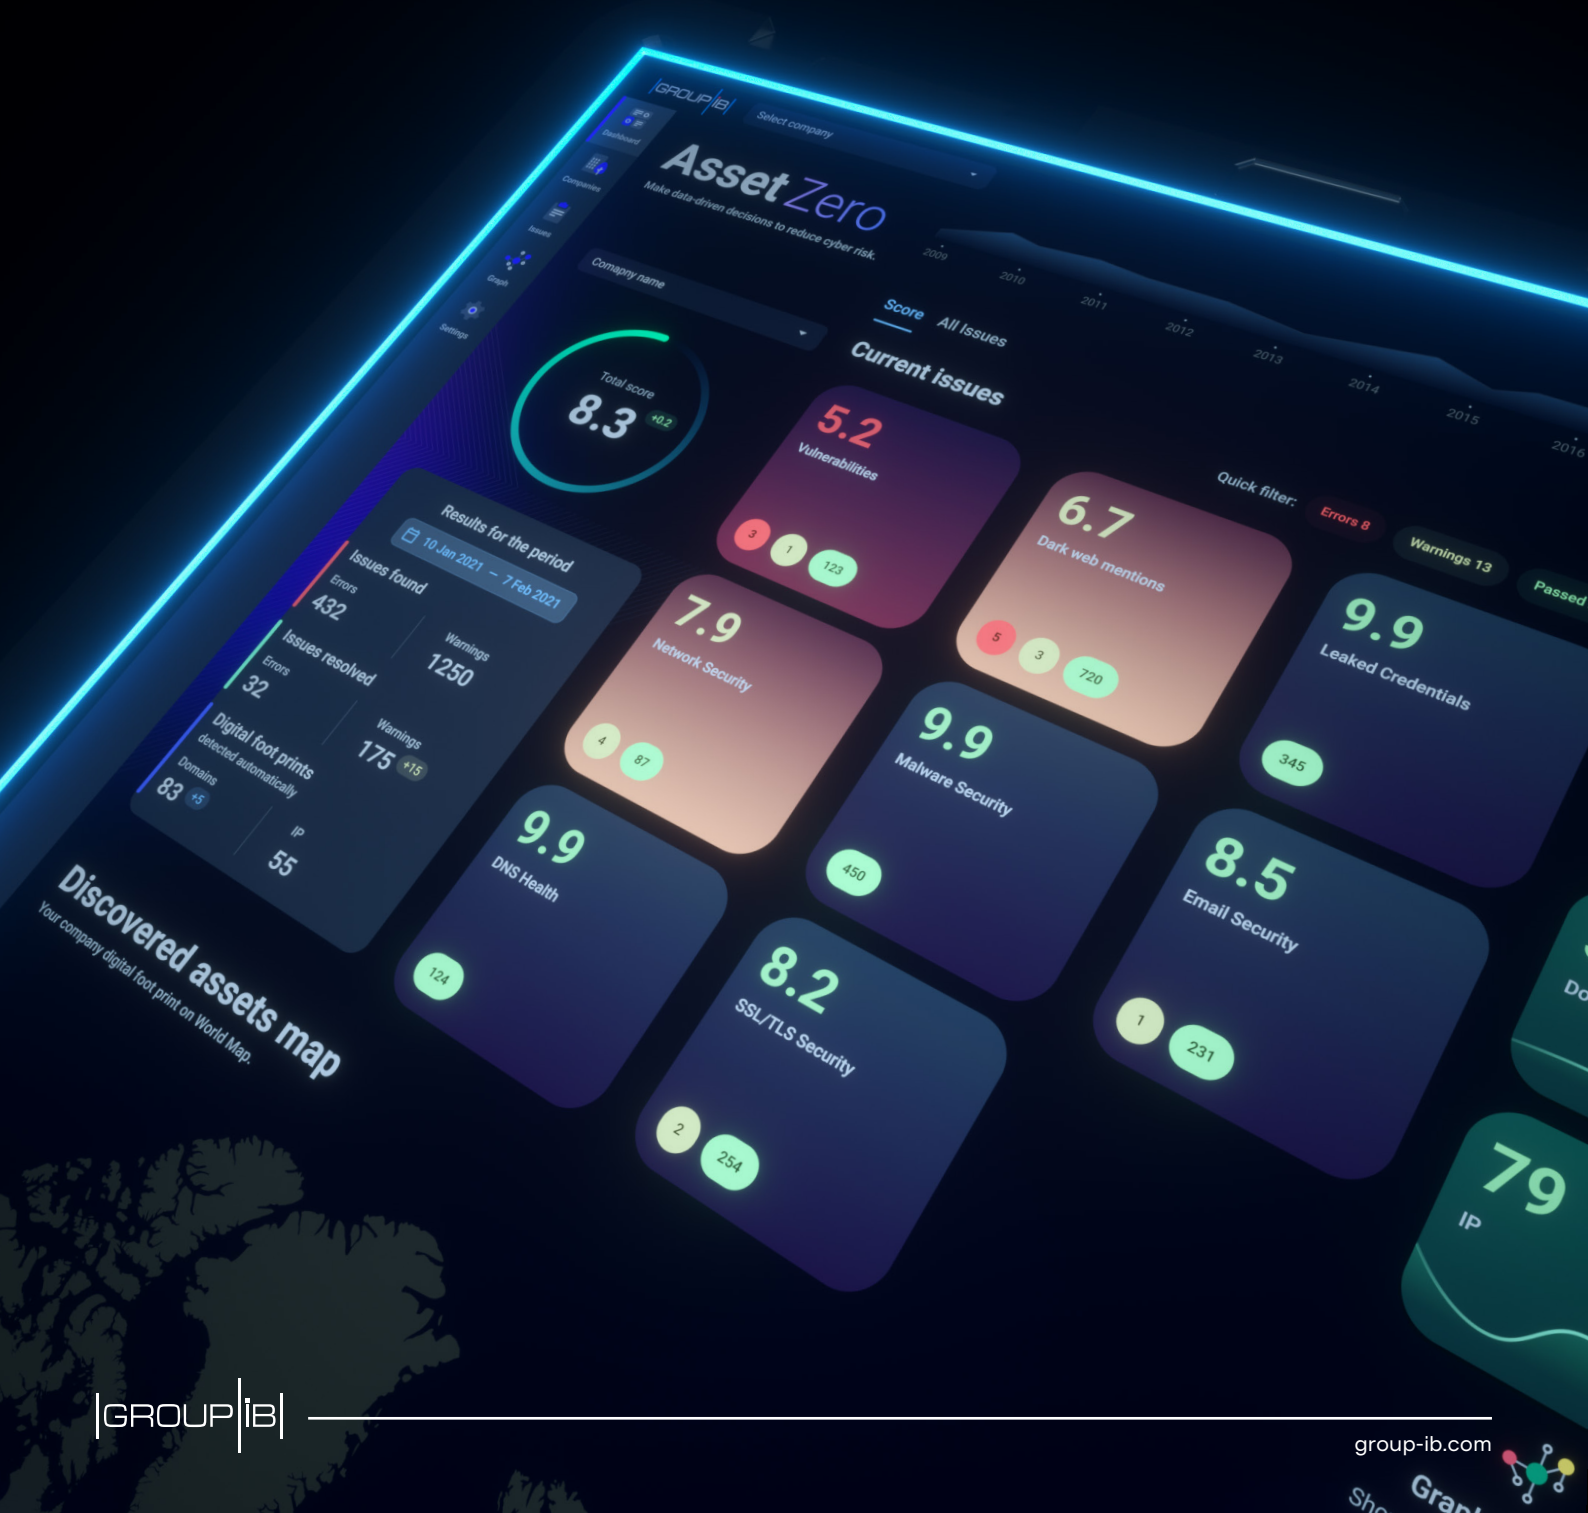 GROUP|iB
Select company
Dashboard
Companies
Issues
Graph
Settings
Asset Zero
Make data-driven decisions to reduce cyber risk.
2009
2010
2011
2012
2013
2014
2015
2016
Comapny name
Total score
8.3
+0.2
Score
All Issues
Current issues
Quick filter:
Errors 8
Warnings 13
Passed
5.2
Vulnerabilities
3
1
123
6.7
Dark web mentions
5
3
720
9.9
Leaked Credentials
345
7.9
Network Security
4
87
9.9
Malware Security
450
8.5
Email Security
1
231
9.9
DNS Health
124
8.2
SSL/TLS Security
2
254
79
IP
Results for the period
10 Jan 2021 – 7 Feb 2021
Issues found
Errors
432
Warnings
1250
Issues resolved
Errors
32
Warnings
175
+15
Digital foot prints
detected automatically
Domains
83
+5
IP
55
Discovered assets map
Your company digital foot print on World Map.
GROUP|iB
group-ib.com